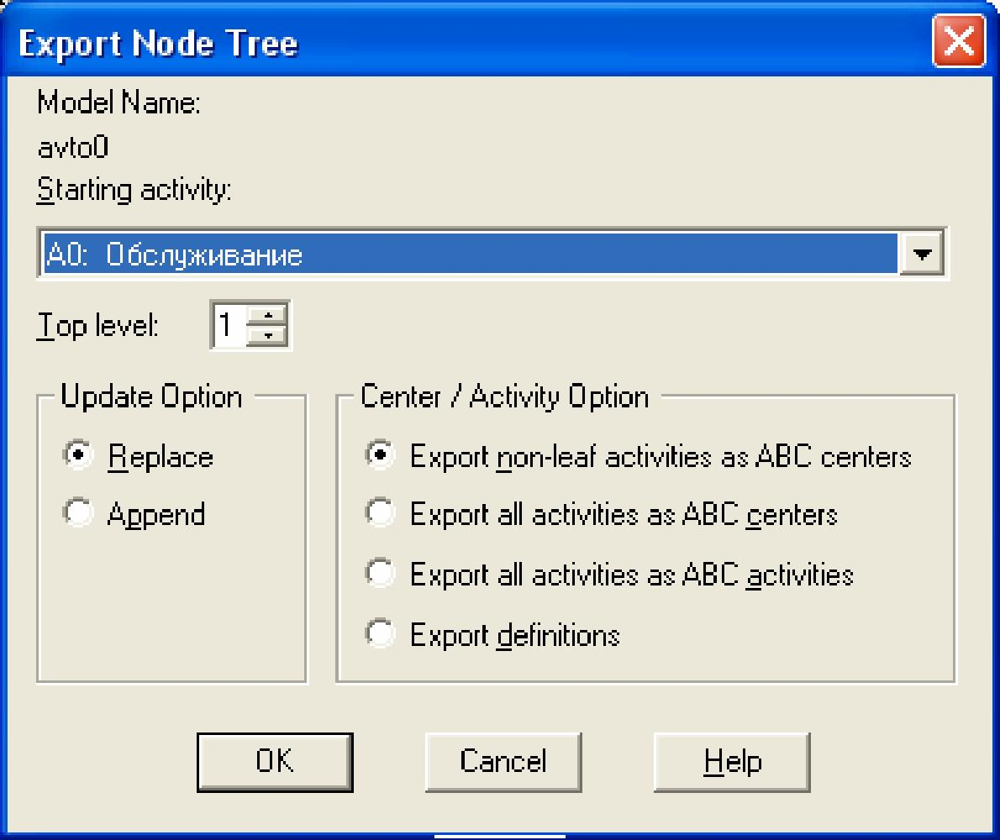 Export Node Tree
Model Name:
avto0
Starting activity:
A0: Обслуживание
Top level: 1
Update Option
Replace
Append
Center / Activity Option
Export non-leaf activities as ABC centers
Export all activities as ABC centers
Export all activities as ABC activities
Export definitions
OK Cancel Help